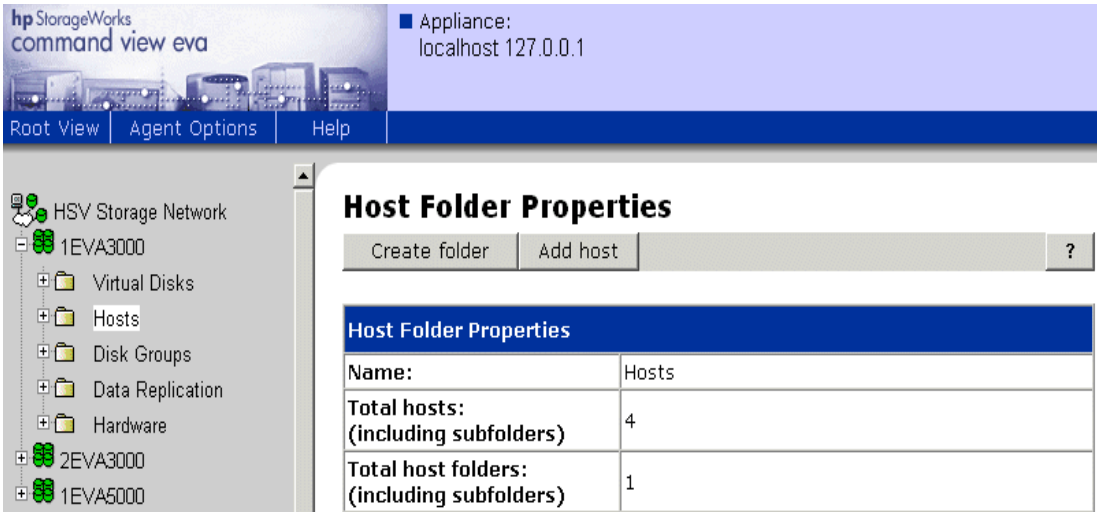 hp StorageWorks
command view eva
Appliance:
localhost 127.0.0.1
Root View Agent Options Help
HSV Storage Network
1EVA3000
Virtual Disks
Hosts
Disk Groups
Data Replication
Hardware
2EVA3000
1EVA5000
Host Folder Properties
Create folder Add host ?
Host Folder Properties
Name: Hosts
Total hosts:
(including subfolders) 4
Total host folders:
(including subfolders) 1